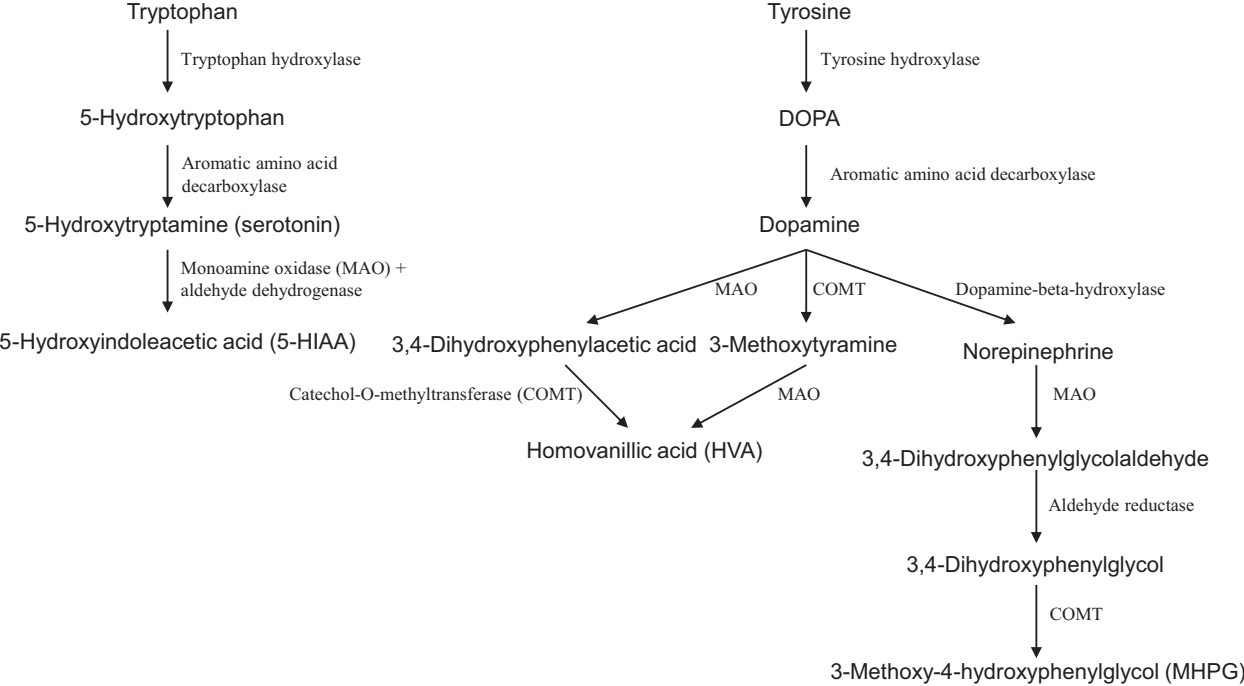 Tryptophan
Tryptophan hydroxylase
5-Hydroxytryptophan
Aromatic amino acid
decarboxylase
5-Hydroxytryptamine (serotonin)
Monoamine oxidase (MAO) +
aldehyde dehydrogenase
5-Hydroxyindoleacetic acid (5-HIAA)
Tyrosine
Tyrosine hydroxylase
DOPA
Aromatic amino acid decarboxylase
Dopamine
MAO
COMT
Dopamine-beta-hydroxylase
3,4-Dihydroxyphenylacetic acid
3-Methoxytyramine
Norepinephrine
Catechol-O-methyltransferase (COMT)
MAO
MAO
Homovanillic acid (HVA)
3,4-Dihydroxyphenylglycolaldehyde
Aldehyde reductase
3,4-Dihydroxyphenylglycol
COMT
3-Methoxy-4-hydroxyphenylglycol (MHPG)